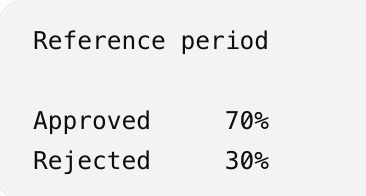 Reference period
Approved     70%
Rejected     30%